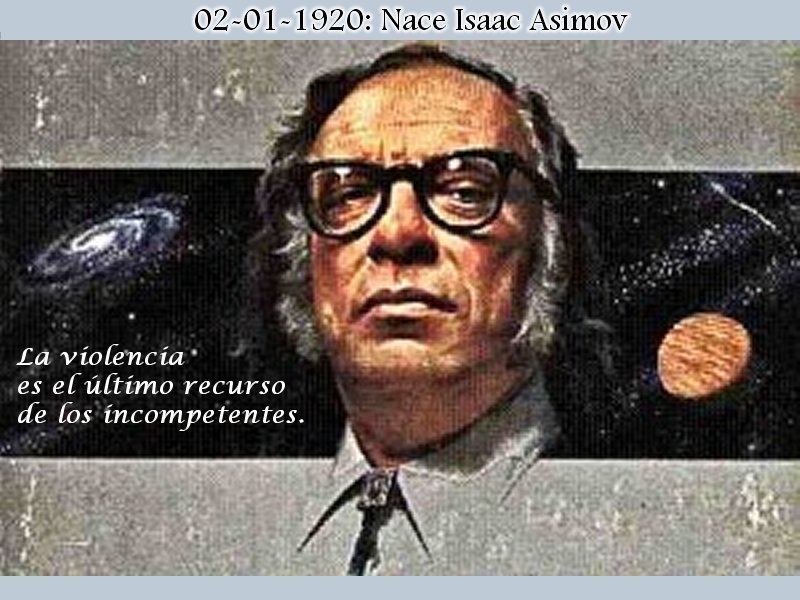 02-01-1920: Nace Isaac Asimov
La violencia
es el último recurso
de los incompetentes.